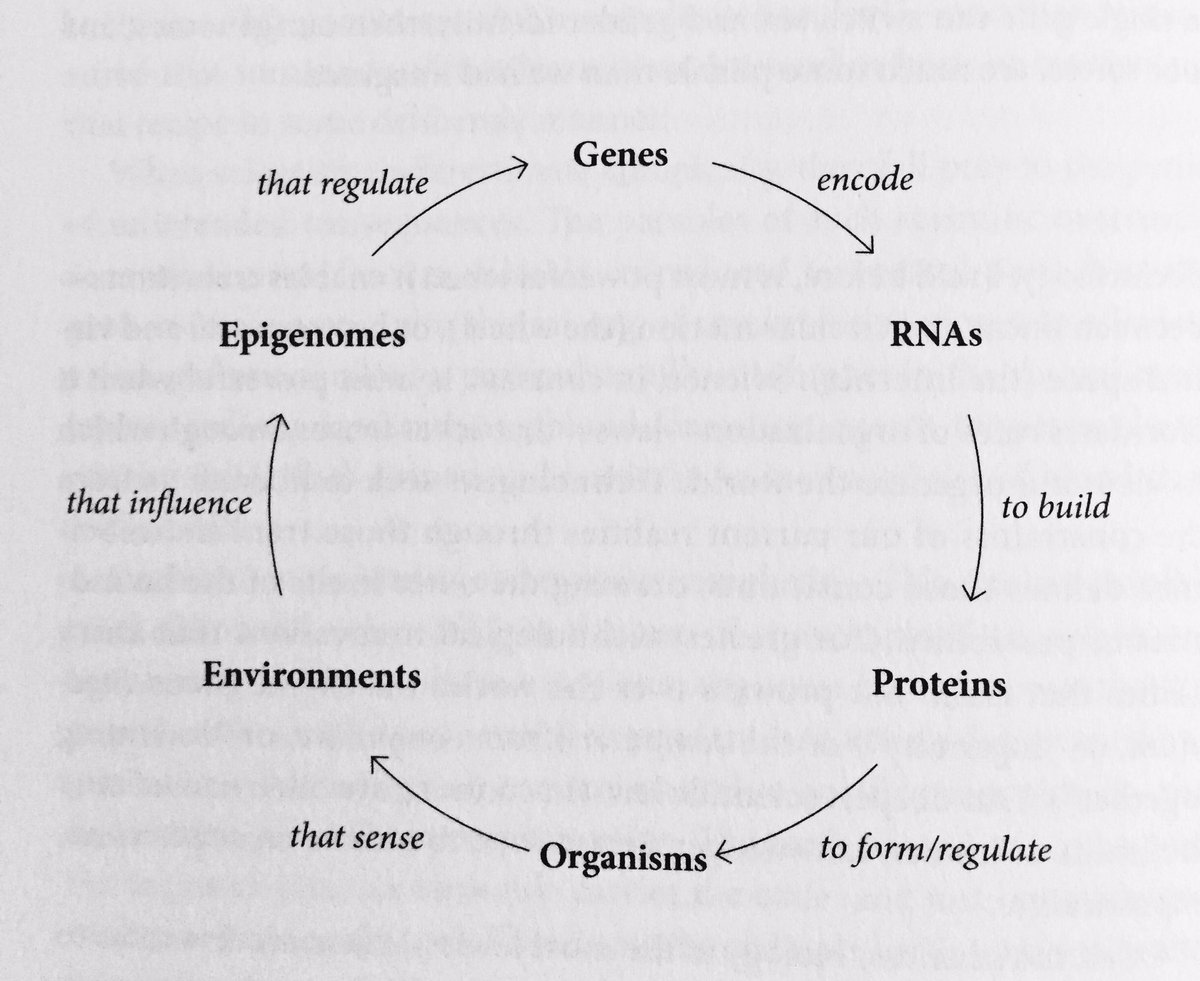 Genes
encode
RNAs
to build
Proteins
to form/regulate
Organisms
that sense
Environments
that influence
Epigenomes
that regulate